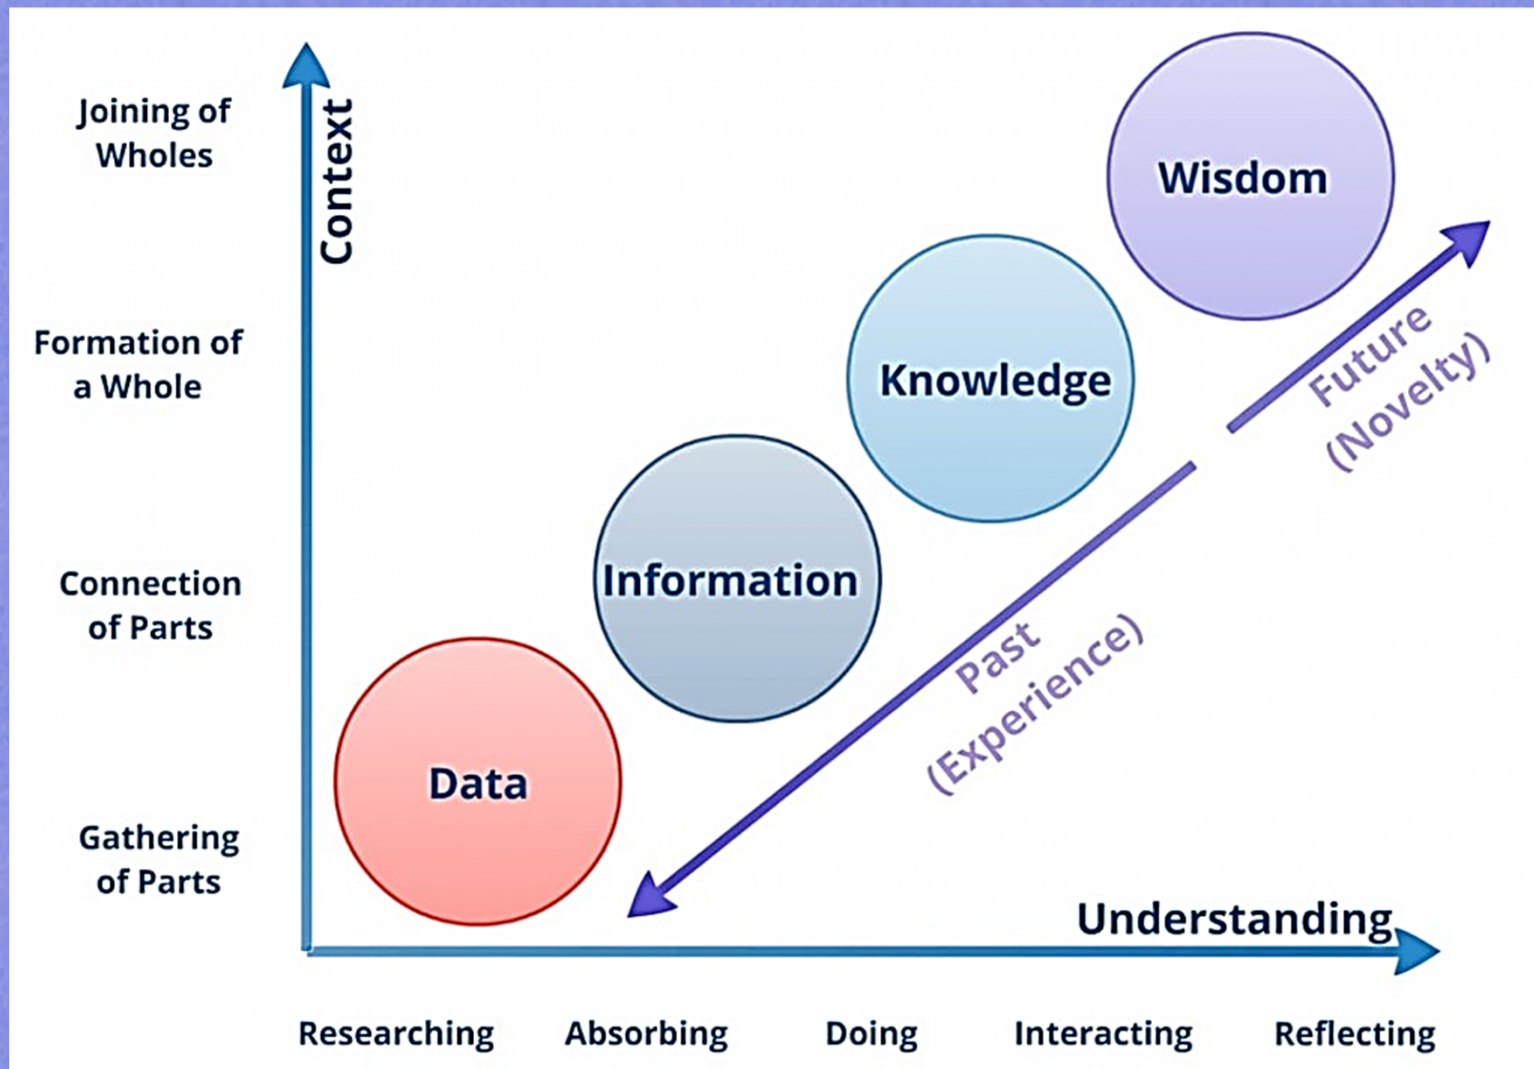 Joining of
Wholes
Context
Wisdom
Formation of
a Whole
Knowledge
Future
(Novelty)
Connection
of Parts
Information
Past
(Experience)
Gathering
of Parts
Data
Understanding
Researching
Absorbing
Doing
Interacting
Reflecting